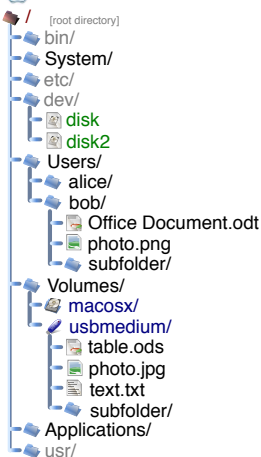 / [root directory]
bin/
System/
etc/
dev/
disk
disk2
Users/
alice/
bob/
Office Document.odt
photo.png
subfolder/
Volumes/
macosx/
usbmedium/
table.ods
photo.jpg
text.txt
subfolder/
Applications/
usr/